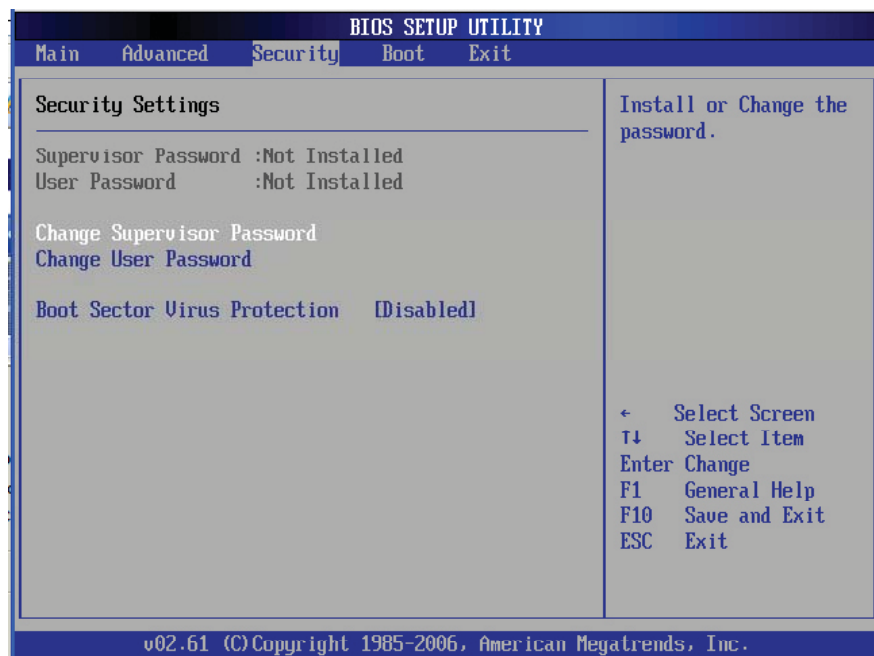 BIOS SETUP UTILITY
Main Advanced Security Boot Exit
Security Settings
Supervisor Password :Not Installed
User Password :Not Installed
Change Supervisor Password
Change User Password
Boot Sector Virus Protection [Disabled]
Install or Change the
password.
← Select Screen
↑↓ Select Item
Enter Change
F1 General Help
F10 Save and Exit
ESC Exit
v02.61 (C)Copyright 1985-2006, American Megatrends, Inc.